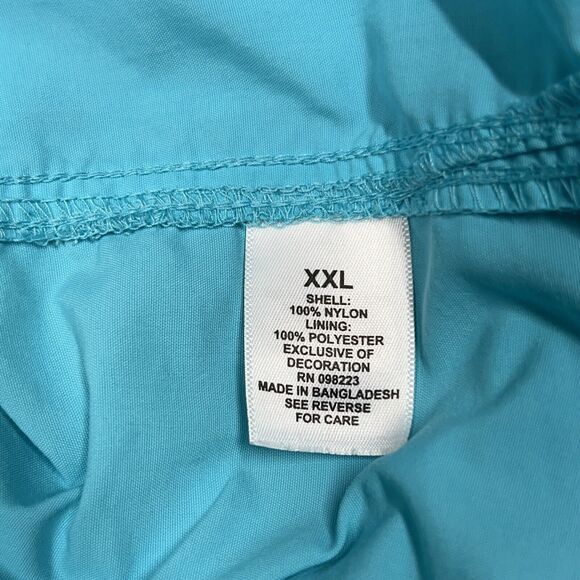 XXL
SHELL:
100% NYLON
LINING:
100% POLYESTER
EXCLUSIVE OF
DECORATION
RN 098223
MADE IN BANGLADESH
SEE REVERSE
FOR CARE